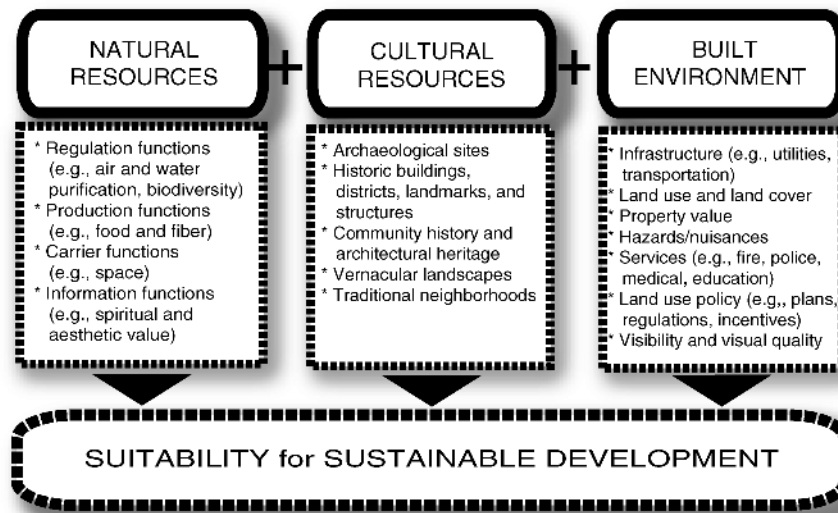 NATURAL
RESOURCES
+
CULTURAL
RESOURCES
+
BUILT
ENVIRONMENT
* Regulation functions
(e.g., air and water
purification, biodiversity)
* Production functions
(e.g., food and fiber)
* Carrier functions
(e.g., space)
* Information functions
(e.g., spiritual and
aesthetic value)
* Archaeological sites
* Historic buildings,
districts, landmarks, and
structures
* Community history and
architectural heritage
* Vernacular landscapes
* Traditional neighborhoods
* Infrastructure (e.g., utilities,
transportation)
* Land use and land cover
* Property value
* Hazards/nuisances
* Services (e.g., fire, police,
medical, education)
* Land use policy (e.g,, plans,
regulations, incentives)
* Visibility and visual quality
SUITABILITY for SUSTAINABLE DEVELOPMENT